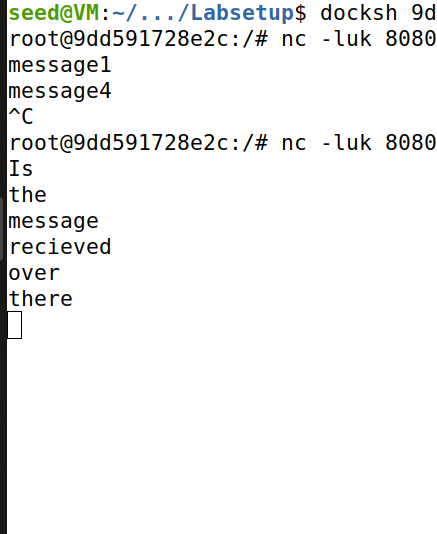 seed@VM:~/.../Labsetup$ docksh 9d
root@9dd591728e2c:/# nc -luk 8080
message1
message4
^C
root@9dd591728e2c:/# nc -luk 8080
Is
the
message
recieved
over
there